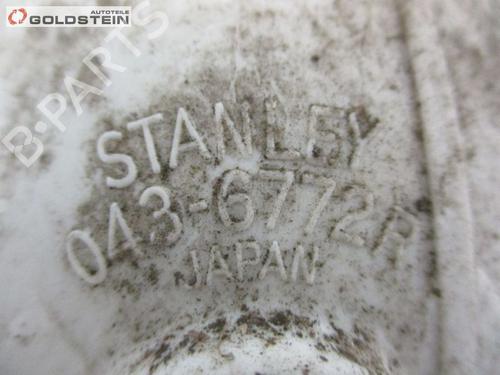 AUTOTEILE
GOLDSTEIN
B-PARTS
STANLEY
043-6772R
JAPAN